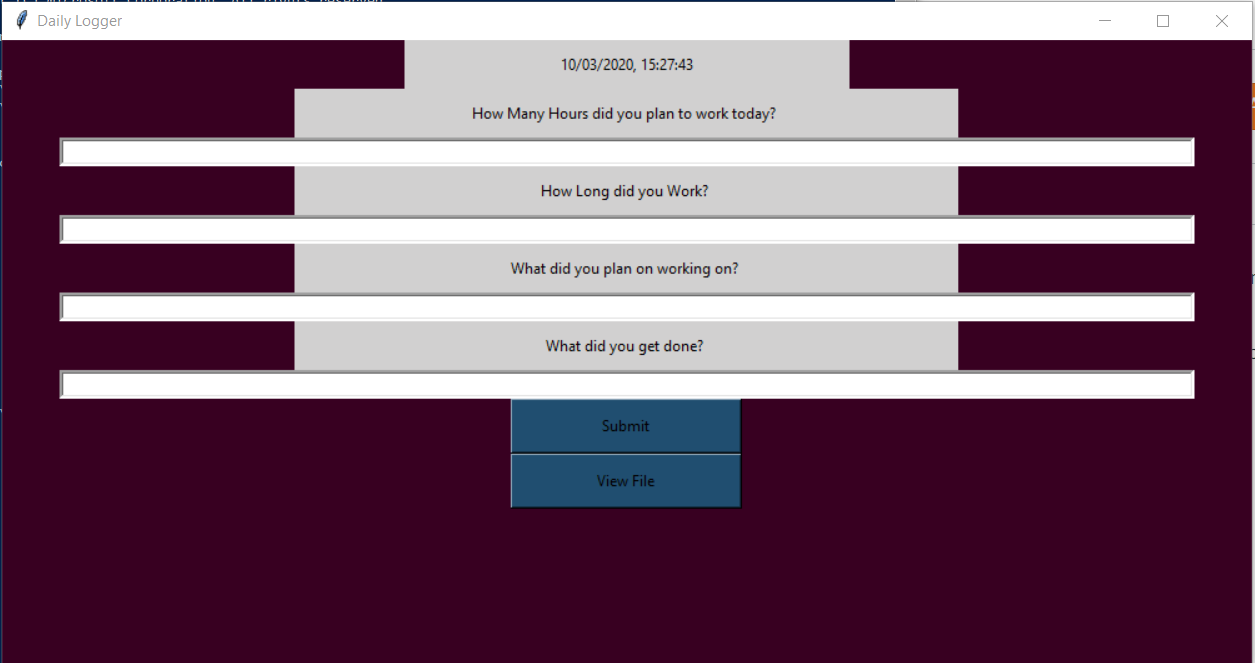 Daily Logger
10/03/2020, 15:27:43
How Many Hours did you plan to work today?
How Long did you Work?
What did you plan on working on?
What did you get done?
Submit
View File